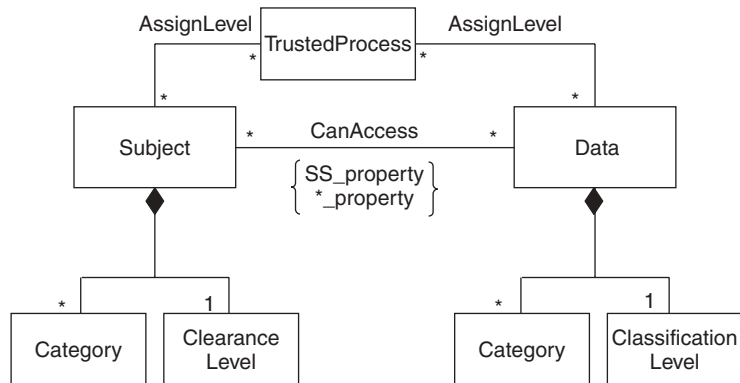 AssignLevel
TrustedProcess
AssignLevel
*
*
*
*
Subject
*
CanAccess
*
Data
SS_property
*_property
*
1
*
1
Category
Clearance
Level
Category
Classification
Level